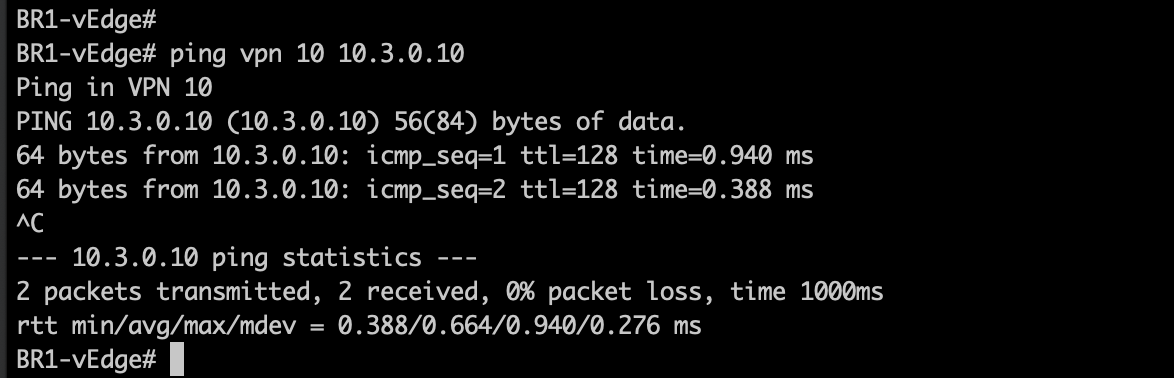 BR1-vEdge#
BR1-vEdge# ping vpn 10 10.3.0.10
Ping in VPN 10
PING 10.3.0.10 (10.3.0.10) 56(84) bytes of data.
64 bytes from 10.3.0.10: icmp_seq=1 ttl=128 time=0.940 ms
64 bytes from 10.3.0.10: icmp_seq=2 ttl=128 time=0.388 ms
^C
--- 10.3.0.10 ping statistics ---
2 packets transmitted, 2 received, 0% packet loss, time 1000ms
rtt min/avg/max/mdev = 0.388/0.664/0.940/0.276 ms
BR1-vEdge#